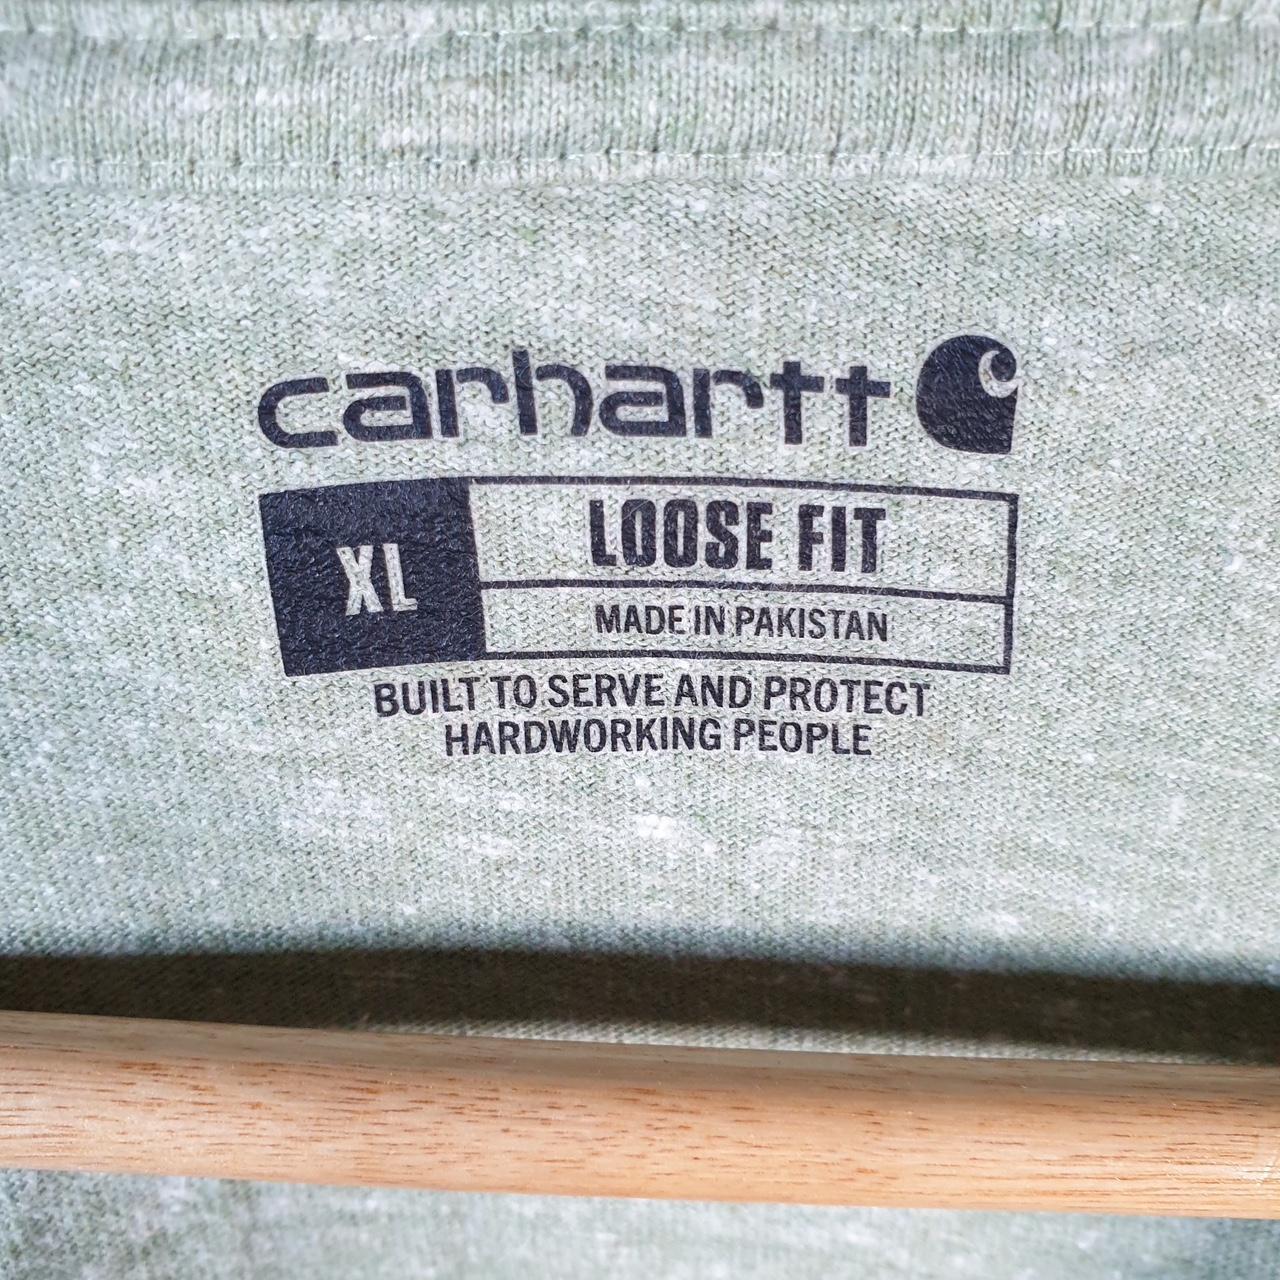 carhartt
XL
LOOSE FIT
MADE IN PAKISTAN
BUILT TO SERVE AND PROTECT
HARDWORKING PEOPLE